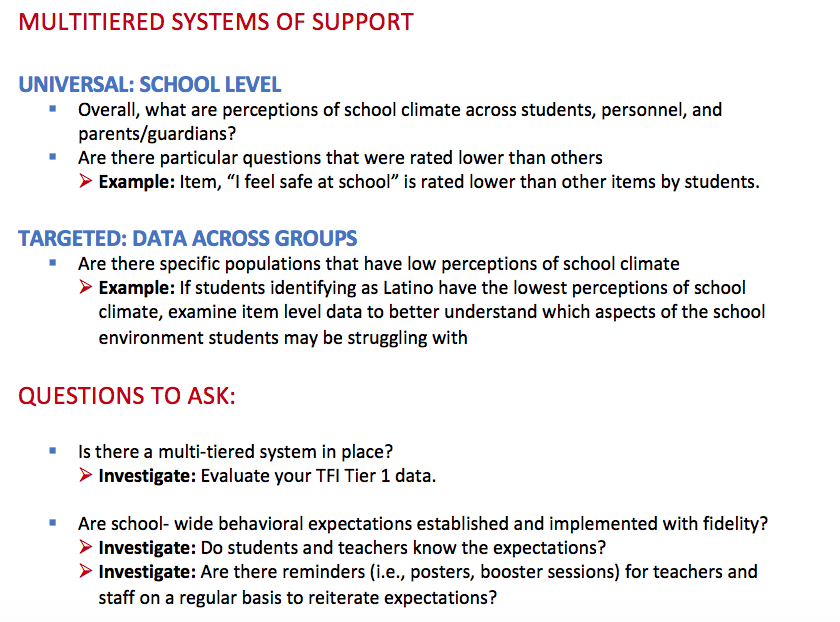 MULTITIERED SYSTEMS OF SUPPORT
UNIVERSAL: SCHOOL LEVEL
▪ Overall, what are perceptions of school climate across students, personnel, and
parents/guardians?
▪ Are there particular questions that were rated lower than others
➢ Example: Item, “I feel safe at school” is rated lower than other items by students.
TARGETED: DATA ACROSS GROUPS
▪ Are there specific populations that have low perceptions of school climate
➢ Example: If students identifying as Latino have the lowest perceptions of school
climate, examine item level data to better understand which aspects of the school
environment students may be struggling with
QUESTIONS TO ASK:
▪ Is there a multi-tiered system in place?
➢ Investigate: Evaluate your TFI Tier 1 data.
▪ Are school- wide behavioral expectations established and implemented with fidelity?
➢ Investigate: Do students and teachers know the expectations?
➢ Investigate: Are there reminders (i.e., posters, booster sessions) for teachers and
staff on a regular basis to reiterate expectations?